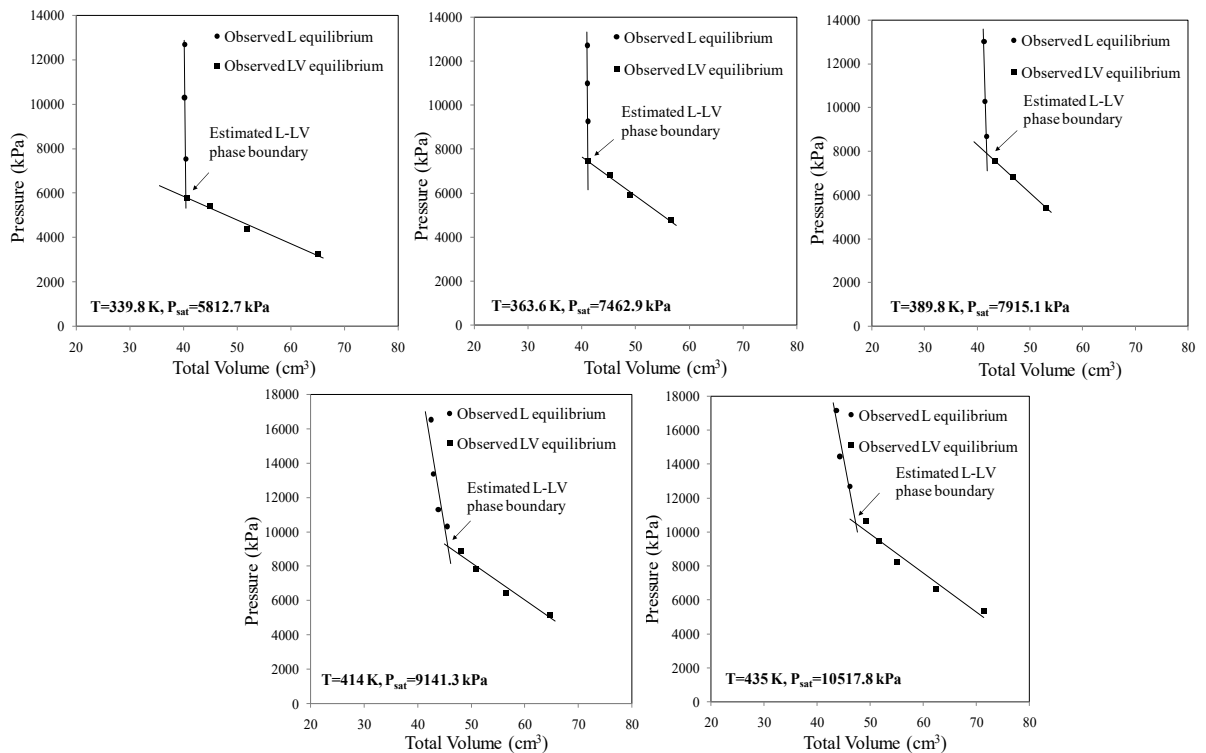 14000
12000
10000
8000
6000
4000
2000
0
Pressure (kPa)
Observed L equilibrium
Observed LV equilibrium
Estimated L-LV
phase boundary
T=339.8 K, Psat=5812.7 kPa
20 30 40 50 60 70 80
Total Volume (cm³)
14000
12000
10000
8000
6000
4000
2000
0
Pressure (kPa)
Observed L equilibrium
Observed LV equilibrium
Estimated L-LV
phase boundary
T=363.6 K, Psat=7462.9 kPa
20 30 40 50 60 70 80
Total Volume (cm³)
14000
12000
10000
8000
6000
4000
2000
0
Pressure (kPa)
Observed L equilibrium
Observed LV equilibrium
Estimated L-LV
phase boundary
T=389.8 K, Psat=7915.1 kPa
20 30 40 50 60 70 80
Total Volume (cm³)
18000
16000
14000
12000
10000
8000
6000
4000
2000
0
Pressure (kPa)
Observed L equilibrium
Observed LV equilibrium
Estimated L-LV
phase boundary
T=414 K, Psat=9141.3 kPa
20 30 40 50 60 70 80
Total Volume (cm³)
18000
16000
14000
12000
10000
8000
6000
4000
2000
0
Pressure (kPa)
Observed L equilibrium
Observed LV equilibrium
Estimated L-LV
phase boundary
T=435 K, Psat=10517.8 kPa
20 30 40 50 60 70 80
Total Volume (cm³)